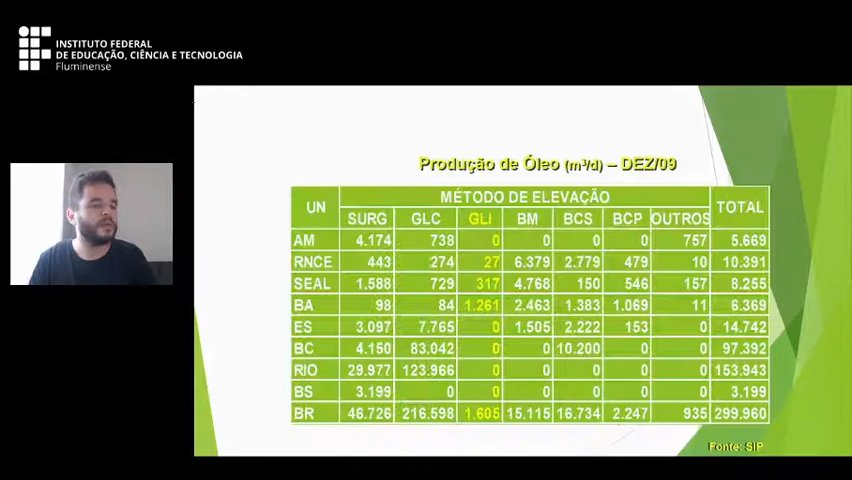 INSTITUTO FEDERAL
DE EDUCAÇÃO, CIÊNCIA E TECNOLOGIA
Fluminense
Produção de Óleo (m³/d) – DEZ/09
UN MÉTODO DE ELEVAÇÃO TOTAL
SURG GLC GLI BM BCS BCP OUTROS
AM 4.174 738 0 0 0 0 757 5.669
RNCE 443 274 27 6.379 2.779 479 10 10.391
SEAL 1.588 729 317 4.768 150 546 157 8.255
BA 98 84 1.261 2.463 1.383 1.069 11 6.369
ES 3.097 7.765 0 1.505 2.222 153 0 14.742
BC 4.150 83.042 0 0 10.200 0 0 97.392
RIO 29.977 123.966 0 0 0 0 0 153.943
BS 3.199 0 0 0 0 0 0 3.199
BR 46.726 216.598 1.605 15.115 16.734 2.247 935 299.960
Fonte: SIP